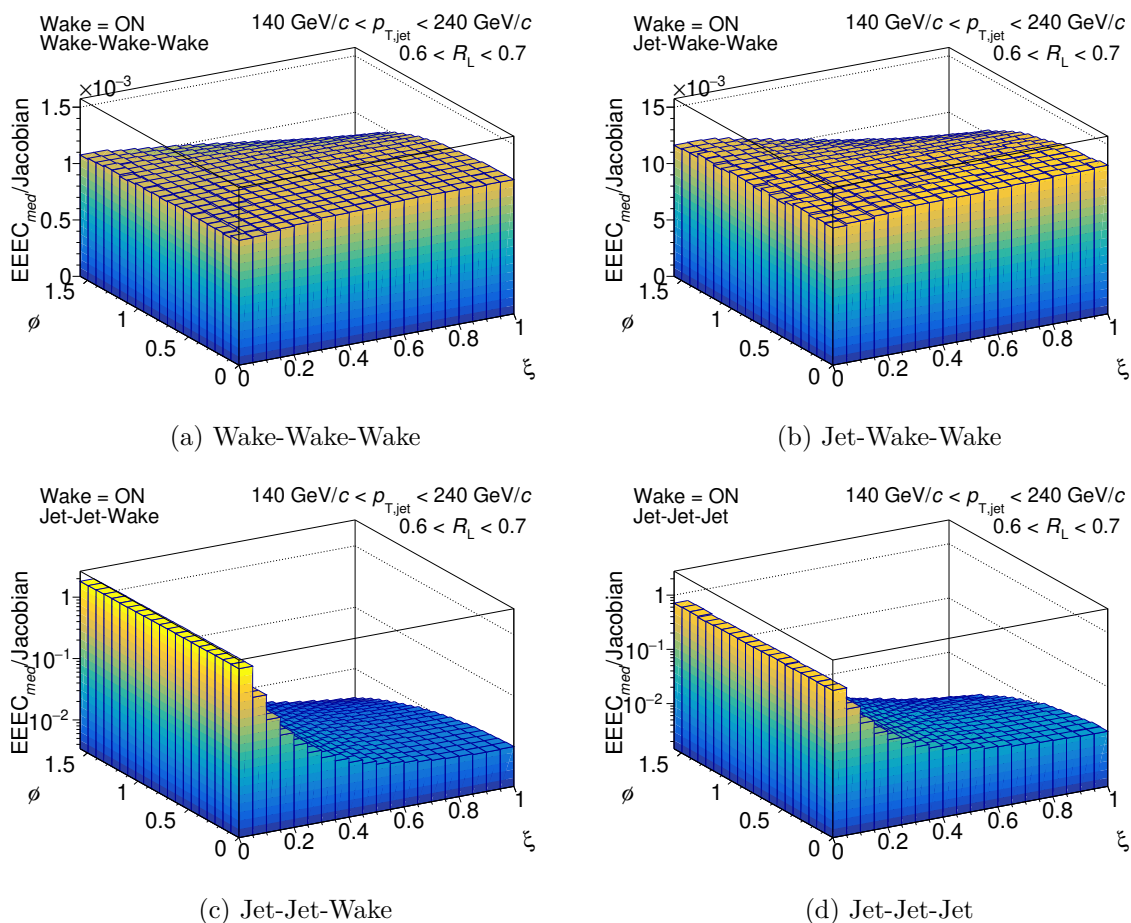 Wake = ON
Wake-Wake-Wake
140 GeV/c < p_T,jet < 240 GeV/c
0.6 < R_L < 0.7
×10⁻³
EEEC_med/Jacobian
1.5
1
0.5
0
1.5
1
0.5
0
ϕ
0
0.2
0.4
0.6
0.8
1
ξ
(a) Wake-Wake-Wake
Wake = ON
Jet-Wake-Wake
140 GeV/c < p_T,jet < 240 GeV/c
0.6 < R_L < 0.7
×10⁻³
EEEC_med/Jacobian
15
10
5
0
1.5
1
0.5
0
ϕ
0
0.2
0.4
0.6
0.8
1
ξ
(b) Jet-Wake-Wake
Wake = ON
Jet-Jet-Wake
140 GeV/c < p_T,jet < 240 GeV/c
0.6 < R_L < 0.7
EEEC_med/Jacobian
1
10⁻¹
10⁻²
1.5
1
0.5
0
ϕ
0
0.2
0.4
0.6
0.8
1
ξ
(c) Jet-Jet-Wake
Wake = ON
Jet-Jet-Jet
140 GeV/c < p_T,jet < 240 GeV/c
0.6 < R_L < 0.7
EEEC_med/Jacobian
1
10⁻¹
10⁻²
1.5
1
0.5
0
ϕ
0
0.2
0.4
0.6
0.8
1
ξ
(d) Jet-Jet-Jet